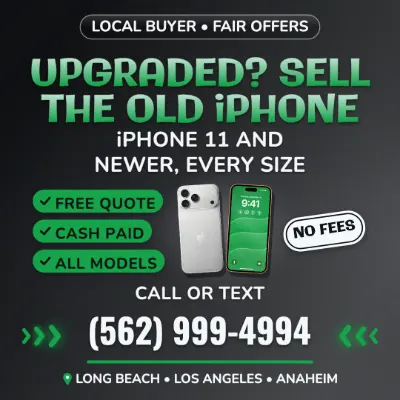 LOCAL BUYER • FAIR OFFERS
UPGRADED? SELL
THE OLD iPHONE
iPHONE 11 AND
NEWER, EVERY SIZE
FREE QUOTE
CASH PAID
ALL MODELS
9:41
NO FEES
CALL OR TEXT
(562) 999-4994
LONG BEACH • LOS ANGELES • ANAHEIM